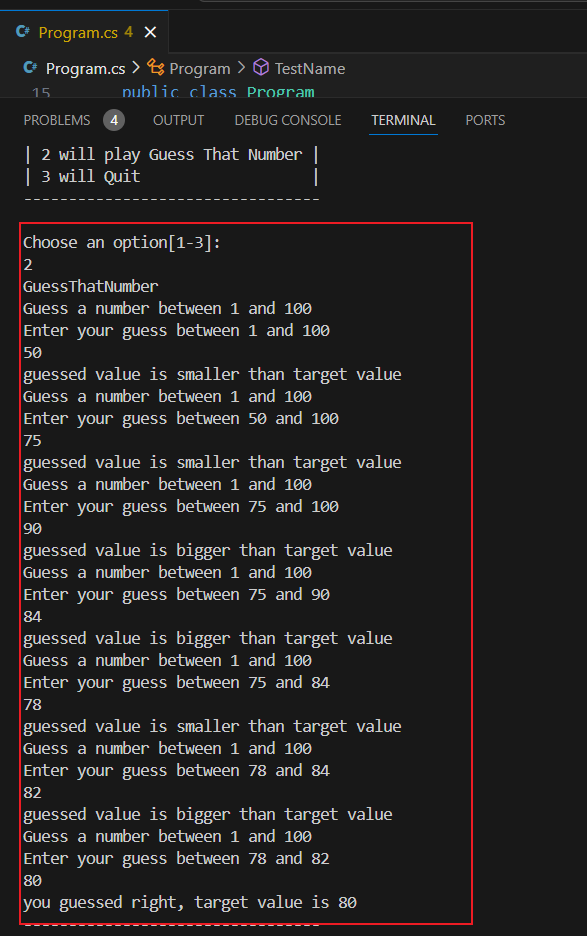 Program.cs 4
Program.cs > Program > TestName
15 public class Program
PROBLEMS 4 OUTPUT DEBUG CONSOLE TERMINAL PORTS
| 2 will play Guess That Number |
| 3 will Quit |
---------------------------------
Choose an option[1-3]:
2
GuessThatNumber
Guess a number between 1 and 100
Enter your guess between 1 and 100
50
guessed value is smaller than target value
Guess a number between 1 and 100
Enter your guess between 50 and 100
75
guessed value is smaller than target value
Guess a number between 1 and 100
Enter your guess between 75 and 100
90
guessed value is bigger than target value
Guess a number between 1 and 100
Enter your guess between 75 and 90
84
guessed value is bigger than target value
Guess a number between 1 and 100
Enter your guess between 75 and 84
78
guessed value is smaller than target value
Guess a number between 1 and 100
Enter your guess between 78 and 84
82
guessed value is bigger than target value
Guess a number between 1 and 100
Enter your guess between 78 and 82
80
you guessed right, target value is 80
---------------------------------